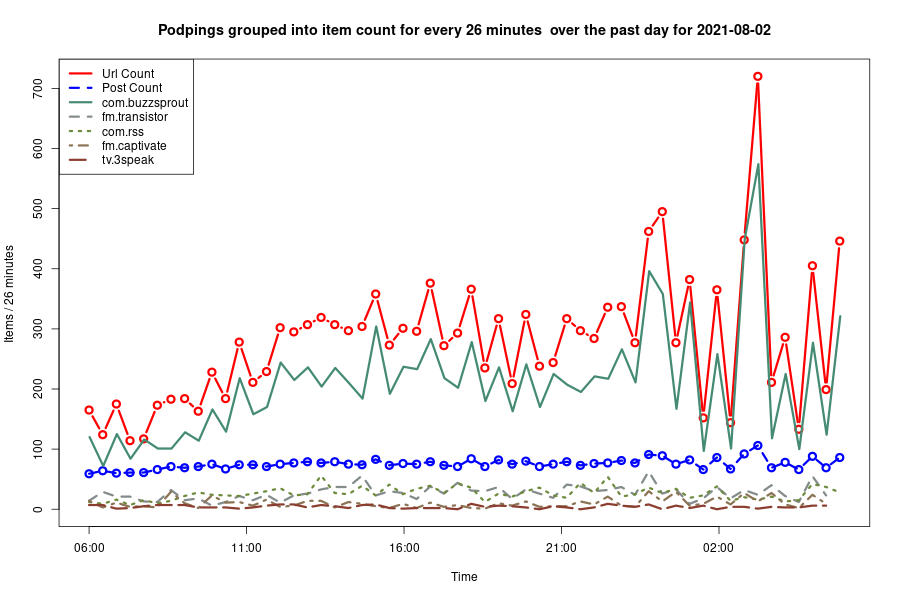 Podpings grouped into item count for every 26 minutes  over the past day for 2021-08-02
Url Count
Post Count
com.buzzsprout
fm.transistor
com.rss
fm.captivate
tv.3speak
Items / 26 minutes
700
600
500
400
300
200
100
0
06:00 11:00 16:00 21:00 02:00
Time